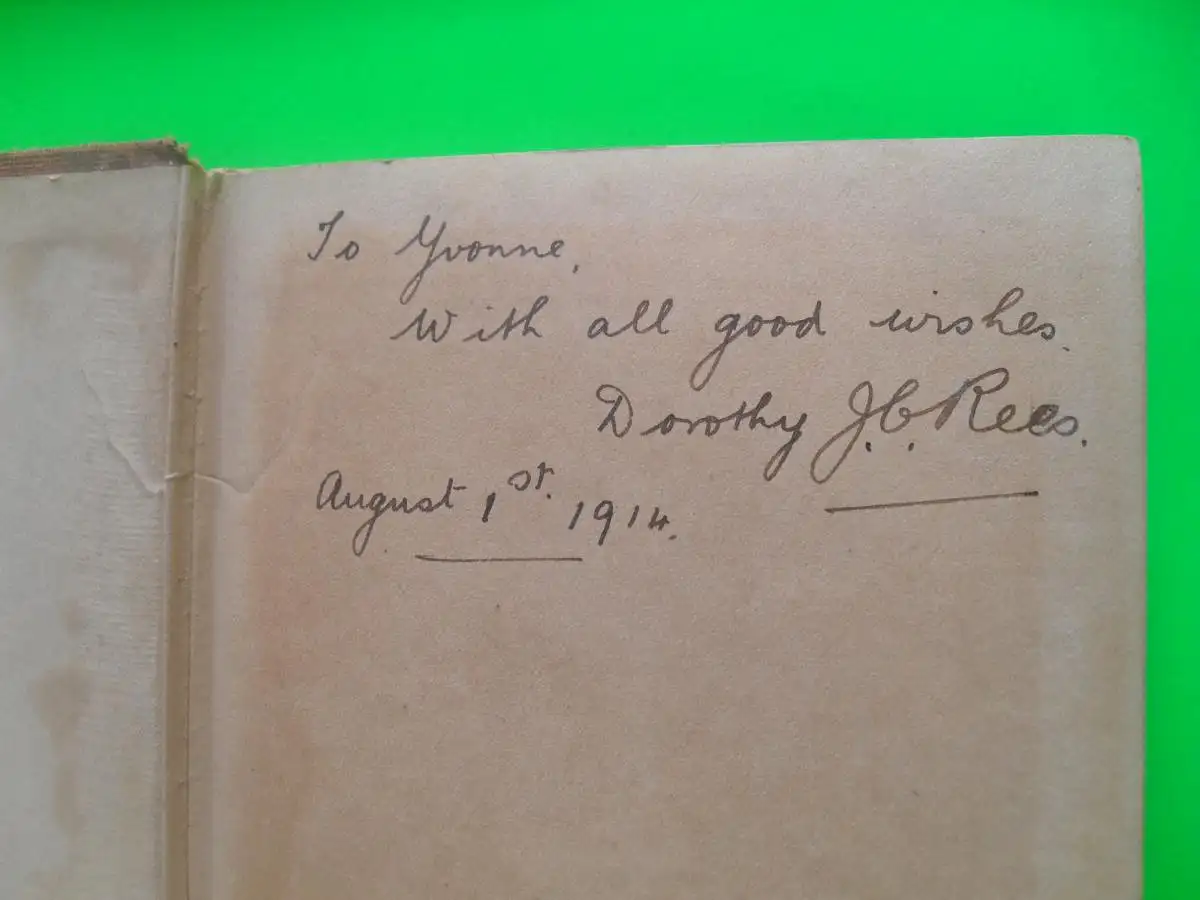 To Yvonne,
With all good wishes.
Dorothy J.C. Rees.
August 1st. 1914.